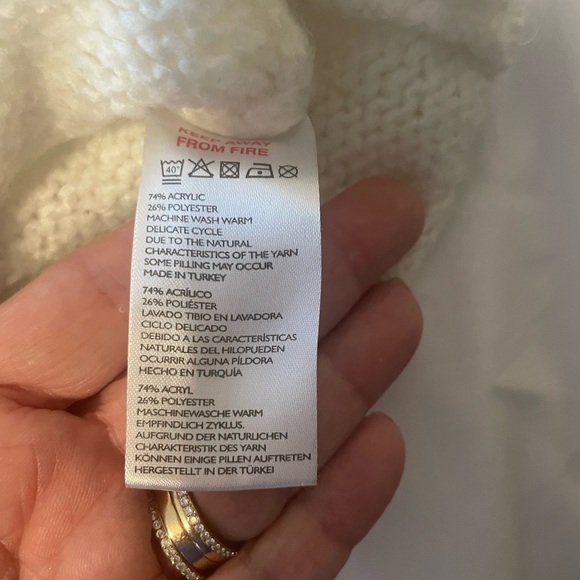 KEEP AWAY
FROM FIRE
40°
74% ACRYLIC
26% POLYESTER
MACHINE WASH WARM
DELICATE CYCLE
DUE TO THE NATURAL
CHARACTERISTICS OF THE YARN
SOME PILLING MAY OCCUR
MADE IN TURKEY
74% ACRÍLICO
26% POLIÉSTER
LAVADO TIBIO EN LAVADORA
CICLO DELICADO
DEBIDO A LAS CARACTERÍSTICAS
NATURALES DEL HILOPUEDEN
OCURRIR ALGUNA PÍLDORA
HECHO EN TURQUÍA
74% ACRYL
26% POLYESTER
MASCHINEWASCHE WARM
EMPFINDLICH ZYKLUS.
AUFGRUND DER NATURLICHEN
CHARAKTERISTIK DES YARN
KÖNNEN EINIGE PILLEN AUFTRETEN
HERGESTELLT IN DER TÜRKEI